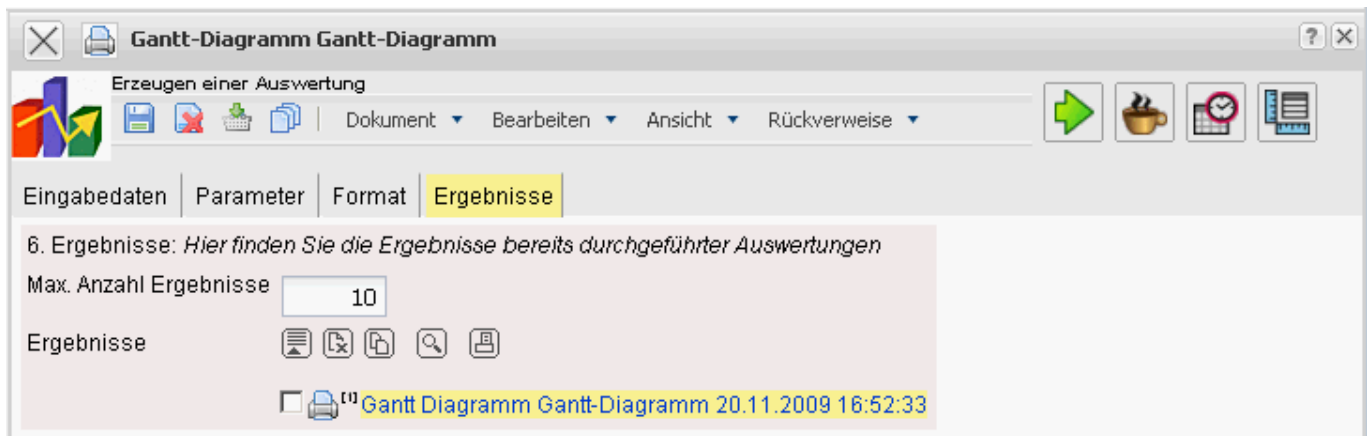 Gantt-Diagramm Gantt-Diagramm
Erzeugen einer Auswertung
Dokument Bearbeiten Ansicht Rückverweise
Eingabedaten Parameter Format Ergebnisse
6. Ergebnisse: Hier finden Sie die Ergebnisse bereits durchgeführter Auswertungen
Max. Anzahl Ergebnisse 10
Ergebnisse
[1] Gantt Diagramm Gantt-Diagramm 20.11.2009 16:52:33